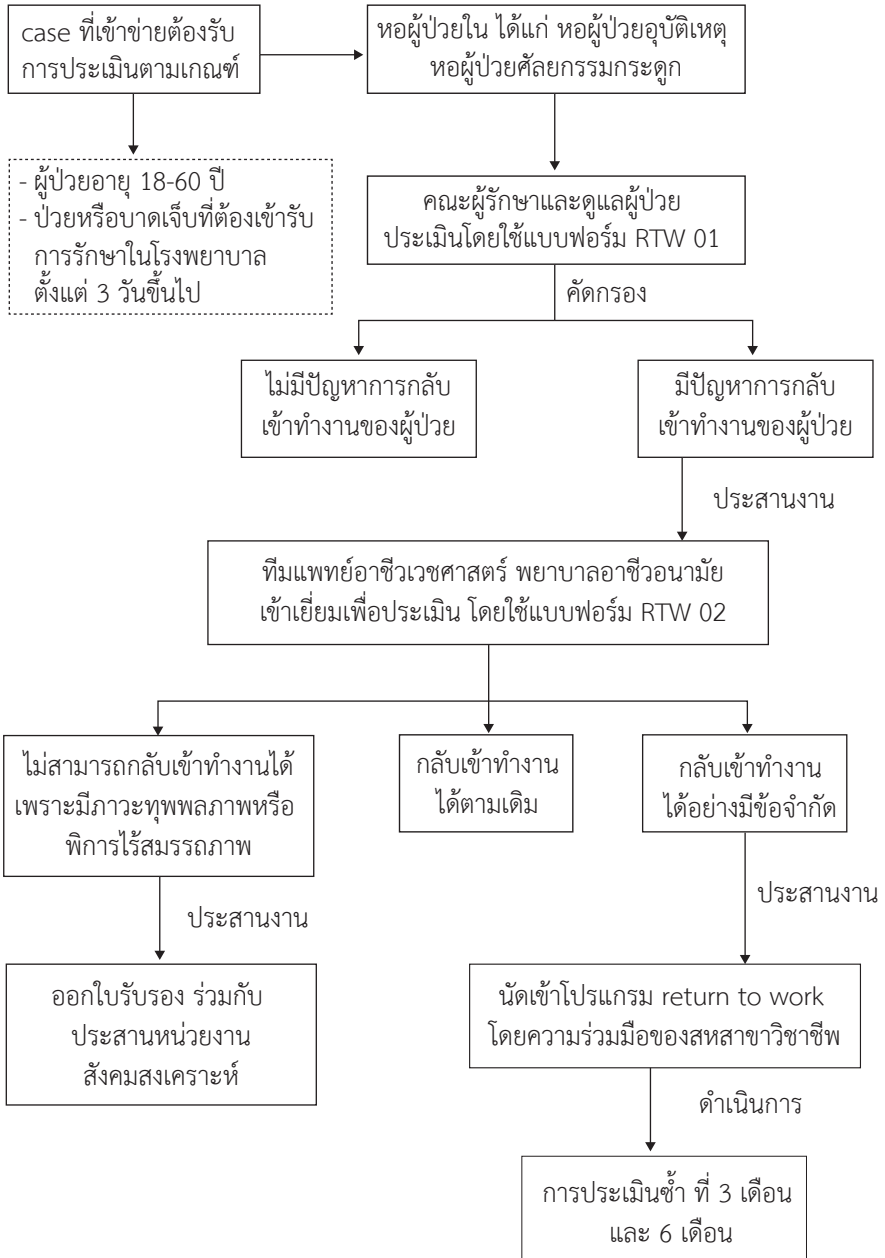 case ที่เข้าข่ายต้องรับ
การประเมินตามเกณฑ์
หอผู้ป่วยใน ได้แก่ หอผู้ป่วยอุบัติเหตุ
หอผู้ป่วยศัลยกรรมกระดูก
- ผู้ป่วยอายุ 18-60 ปี
- ป่วยหรือบาดเจ็บที่ต้องเข้ารับ
การรักษาในโรงพยาบาล
ตั้งแต่ 3 วันขึ้นไป
คณะผู้รักษาและดูแลผู้ป่วย
ประเมินโดยใช้แบบฟอร์ม RTW 01
คัดกรอง
ไม่มีปัญหาการกลับ
เข้าทำงานของผู้ป่วย
มีปัญหาการกลับ
เข้าทำงานของผู้ป่วย
ประสานงาน
ทีมแพทย์อาชีวเวชศาสตร์ พยาบาลอาชีวอนามัย
เข้าเยี่ยมเพื่อประเมิน โดยใช้แบบฟอร์ม RTW 02
ไม่สามารถกลับเข้าทำงานได้
เพราะมีภาวะทุพพลภาพหรือ
พิการไร้สมรรถภาพ
กลับเข้าทำงาน
ได้ตามเดิม
กลับเข้าทำงาน
ได้อย่างมีข้อจำกัด
ประสานงาน
ประสานงาน
ออกใบรับรอง ร่วมกับ
ประสานหน่วยงาน
สังคมสงเคราะห์
นัดเข้าโปรแกรม return to work
โดยความร่วมมือของสหสาขาวิชาชีพ
ดำเนินการ
การประเมินซ้ำ ที่ 3 เดือน
และ 6 เดือน